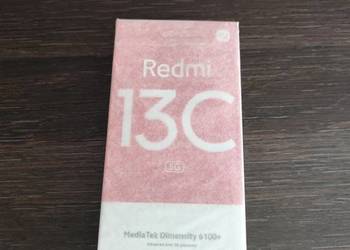 Redmi
13C
5G
MediaTek Dimensity 6100+